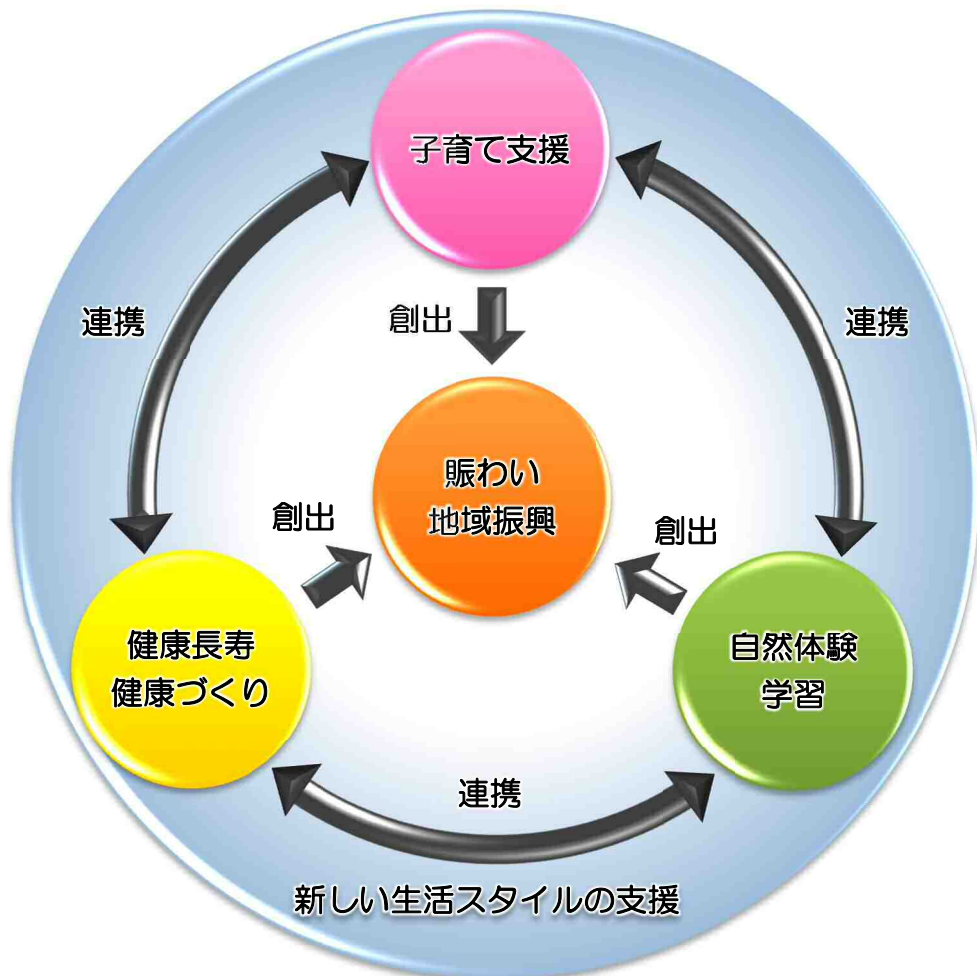 子育て支援
連携
創出
連携
賑わい
地域振興
創出
創出
健康長寿
健康づくり
自然体験
学習
連携
新しい生活スタイルの支援